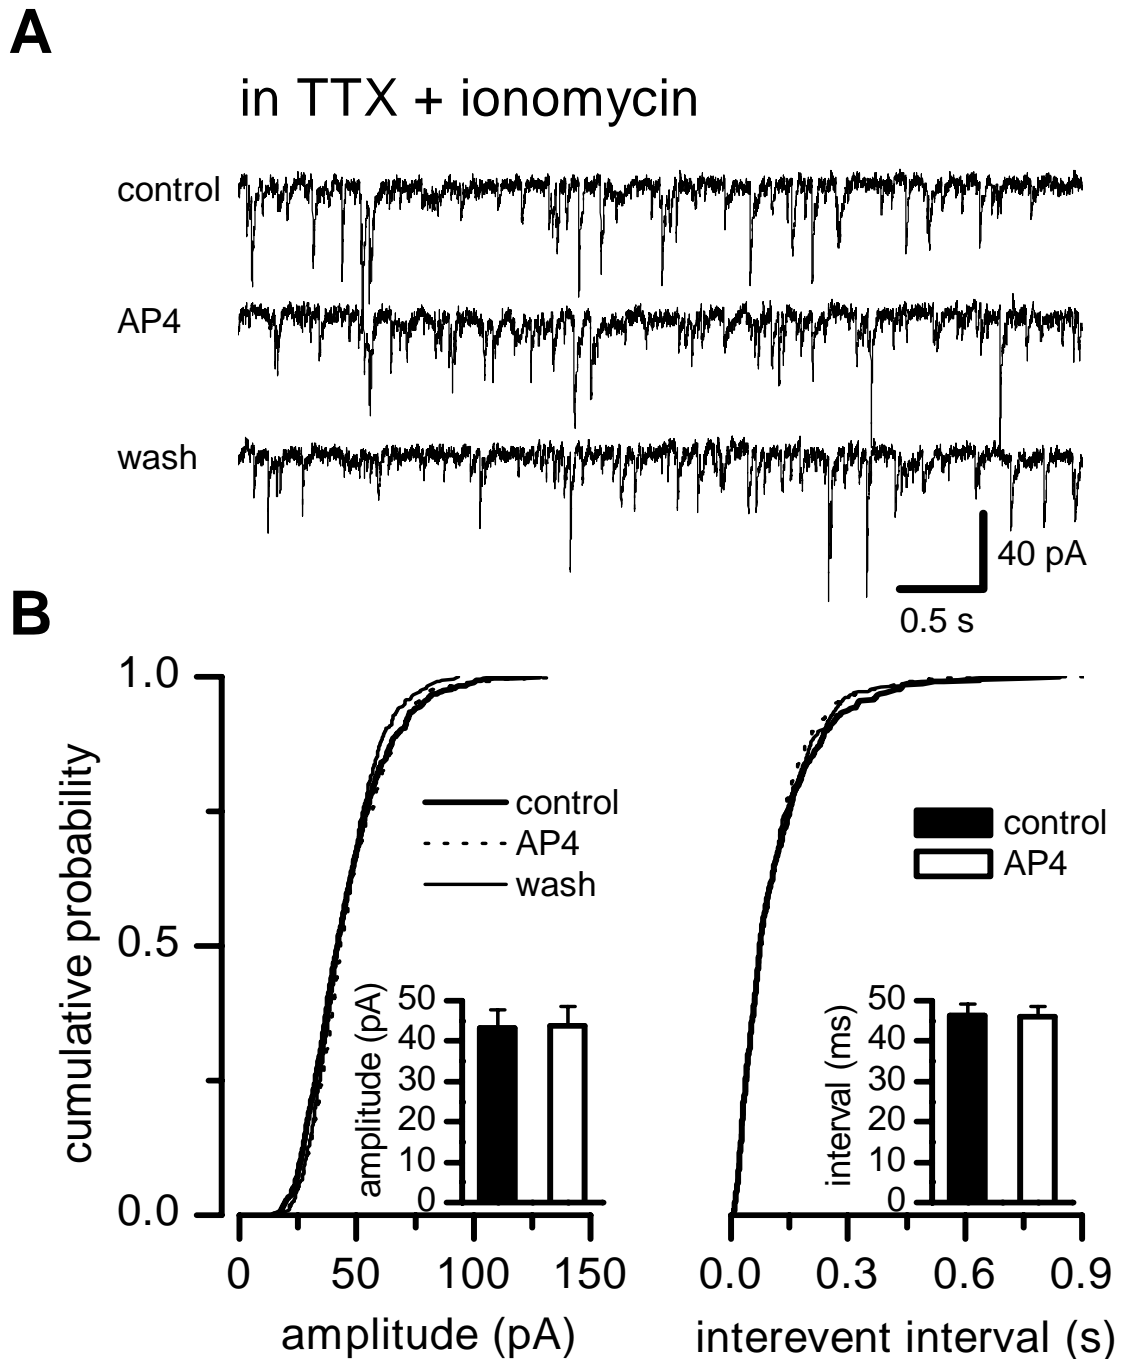 A
in TTX + ionomycin
control
AP4
wash
40 pA
0.5 s
B
cumulative probability
1.0
0.5
0.0
control
AP4
wash
amplitude (pA)
50
40
30
20
10
0
0 50 100 150
amplitude (pA)
control
AP4
interval (ms)
50
40
30
20
10
0
0.0 0.3 0.6 0.9
interevent interval (s)